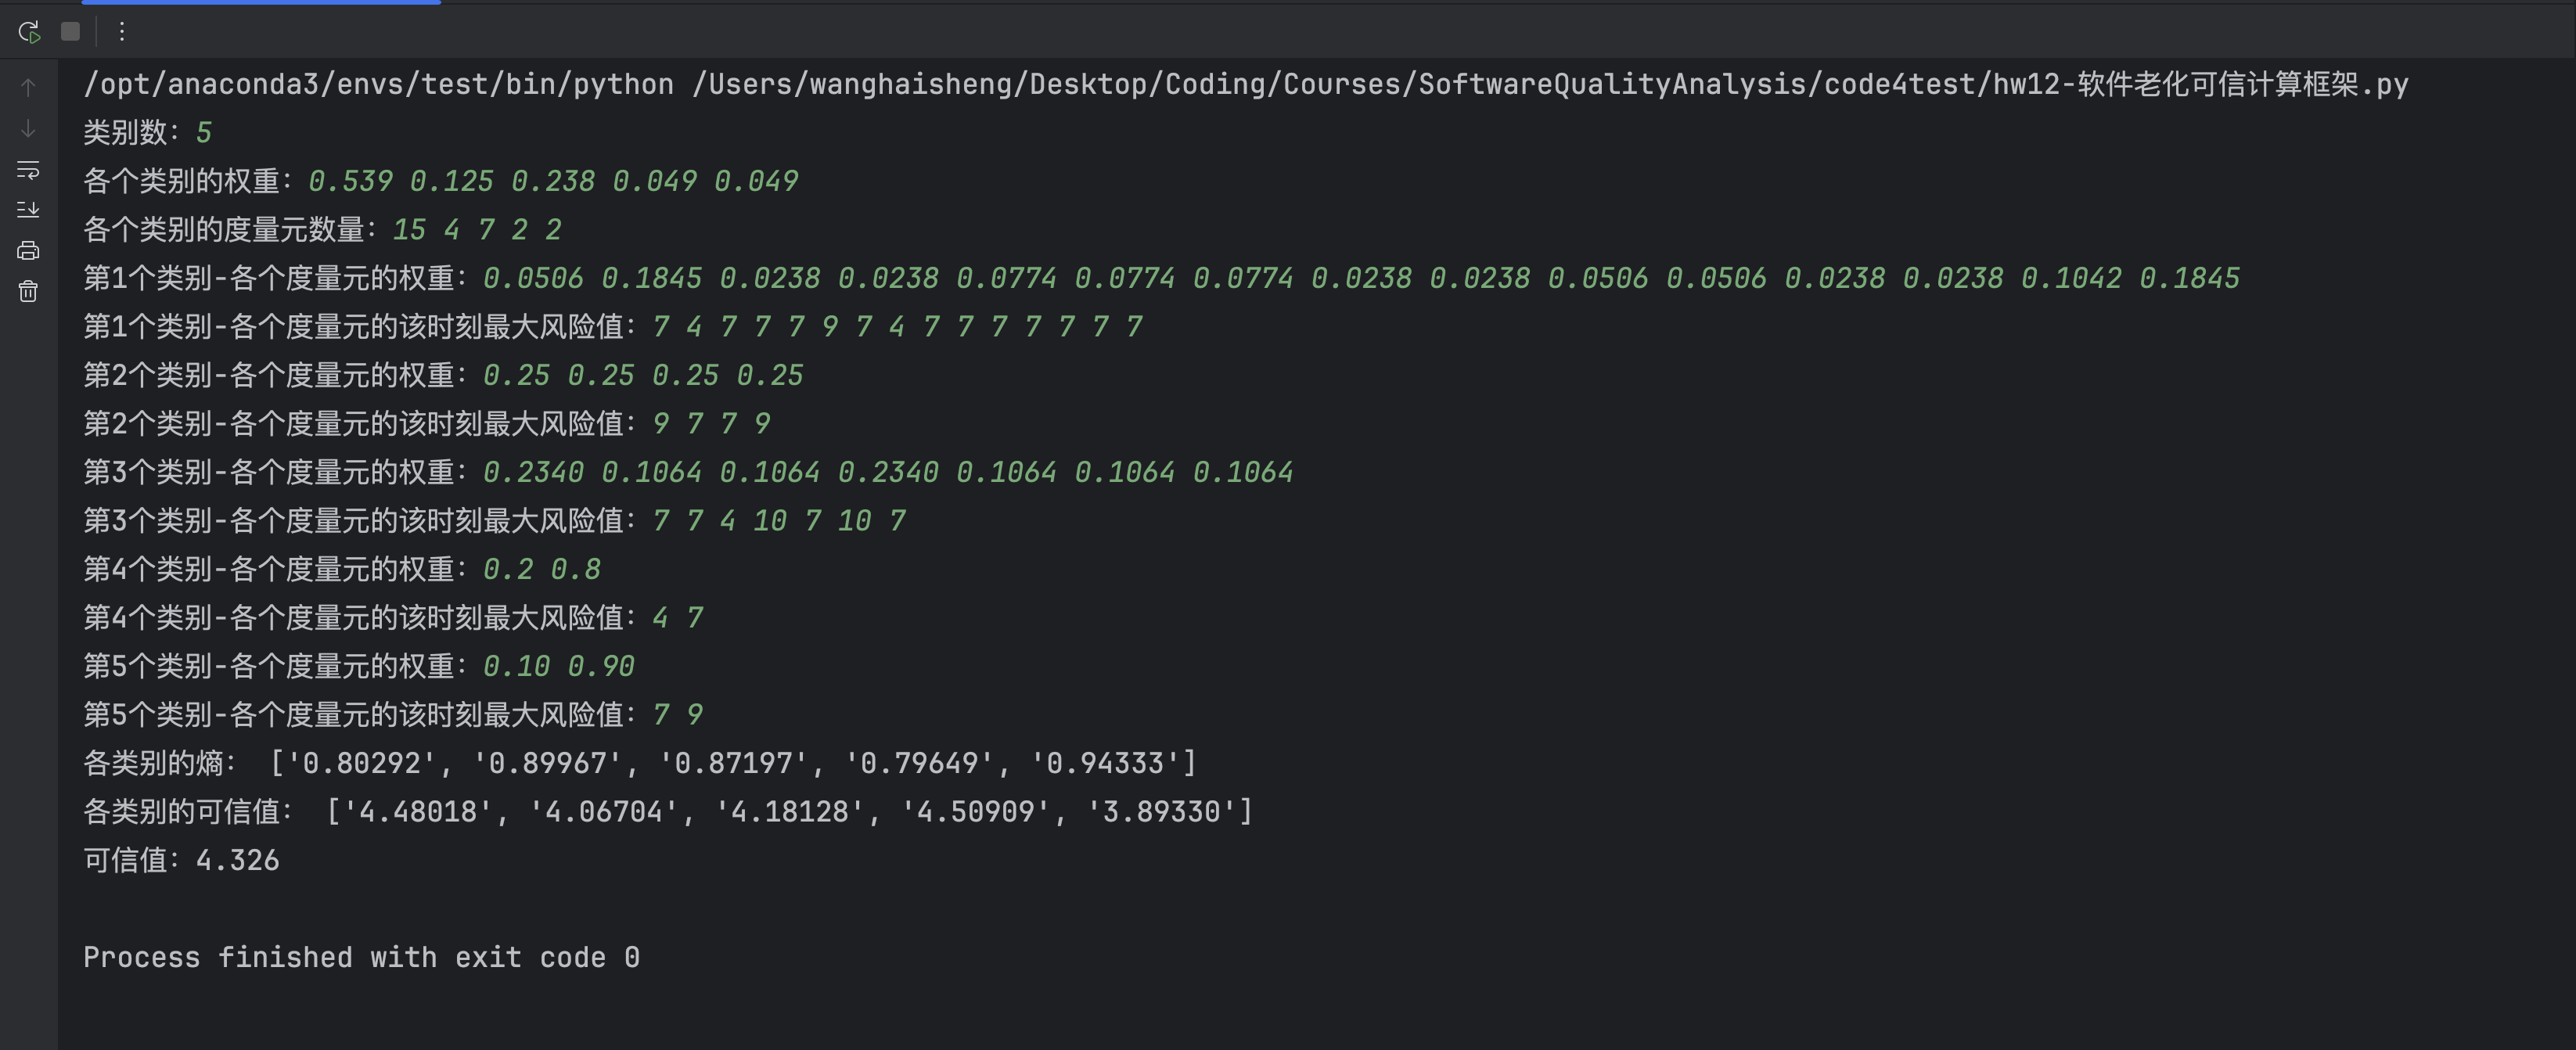 /opt/anaconda3/envs/test/bin/python /Users/wanghaisheng/Desktop/Coding/Courses/SoftwareQualityAnalysis/code4test/hw12-软件老化可信计算框架.py
类别数：5
各个类别的权重：0.539 0.125 0.238 0.049 0.049
各个类别的度量元数量：15 4 7 2 2
第1个类别-各个度量元的权重：0.0506 0.1845 0.0238 0.0238 0.0774 0.0774 0.0774 0.0238 0.0238 0.0506 0.0506 0.0238 0.0238 0.1042 0.1845
第1个类别-各个度量元的该时刻最大风险值：7 4 7 7 7 9 7 4 7 7 7 7 7 7 7
第2个类别-各个度量元的权重：0.25 0.25 0.25 0.25
第2个类别-各个度量元的该时刻最大风险值：9 7 7 9
第3个类别-各个度量元的权重：0.2340 0.1064 0.1064 0.2340 0.1064 0.1064 0.1064
第3个类别-各个度量元的该时刻最大风险值：7 7 4 10 7 10 7
第4个类别-各个度量元的权重：0.2 0.8
第4个类别-各个度量元的该时刻最大风险值：4 7
第5个类别-各个度量元的权重：0.10 0.90
第5个类别-各个度量元的该时刻最大风险值：7 9
各类别的熵： ['0.80292', '0.89967', '0.87197', '0.79649', '0.94333']
各类别的可信值： ['4.48018', '4.06704', '4.18128', '4.50909', '3.89330']
可信值：4.326
Process finished with exit code 0